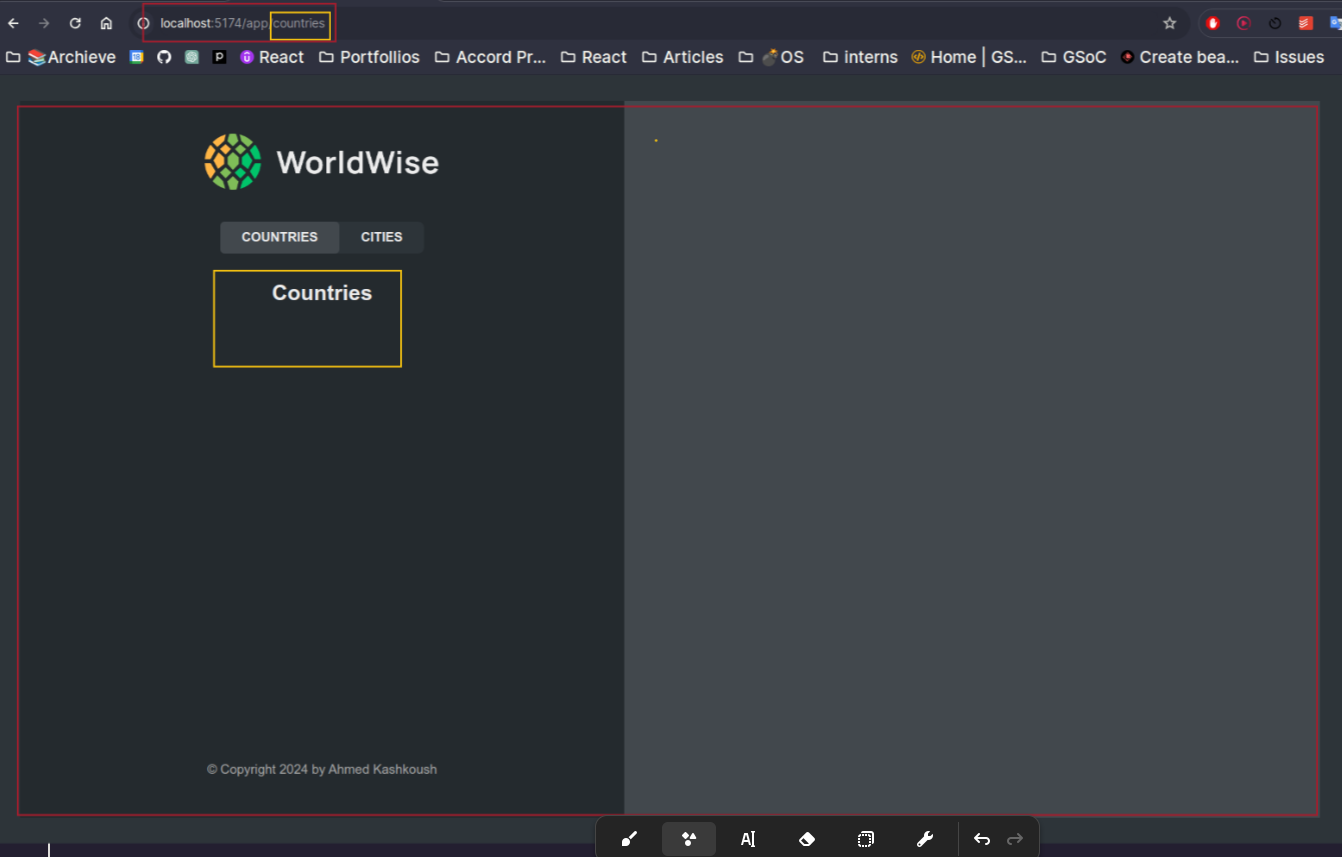 localhost:5174/app/countries
Archieve React Portfollios Accord Pr... React Articles OS interns Home | GS... GSoC Create bea... Issues
WorldWise
COUNTRIES CITIES
Countries
© Copyright 2024 by Ahmed Kashkoush
AI